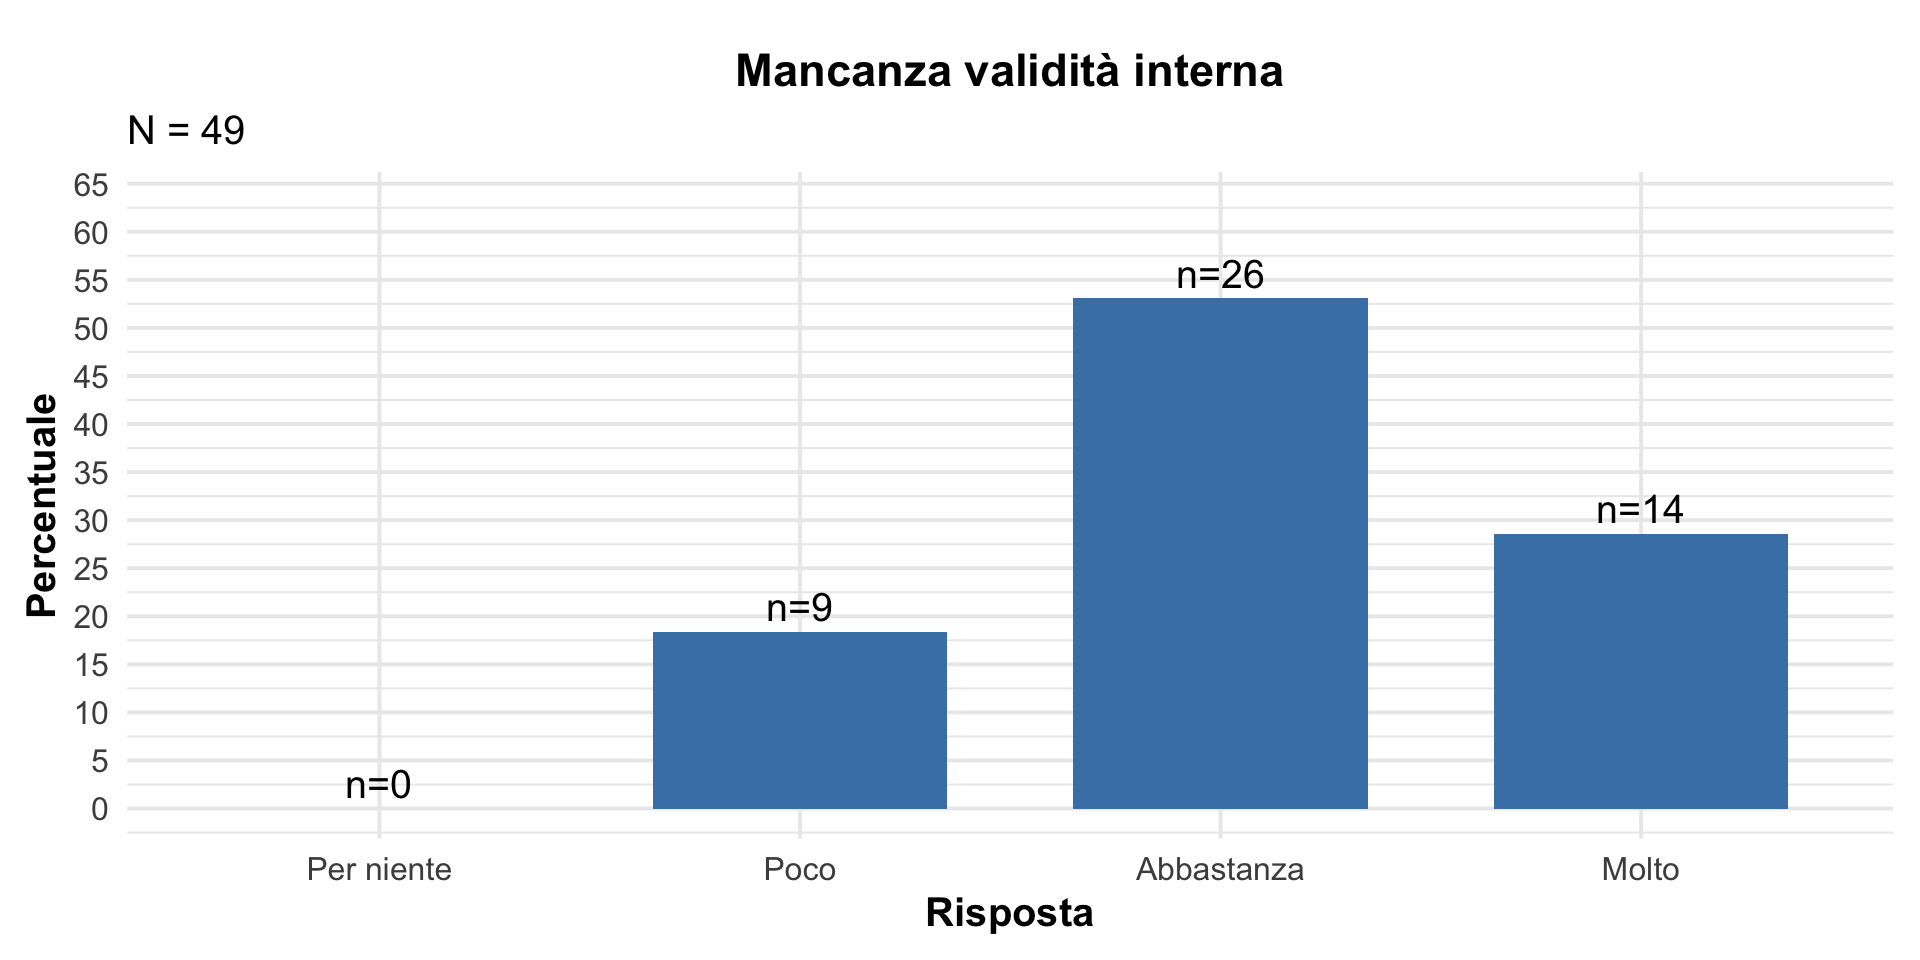 Mancanza validità interna
N = 49
65
60
55
50
45
40
35
30
25
20
15
10
5
0
Percentuale
n=0
n=9
n=26
n=14
Per niente
Poco
Abbastanza
Molto
Risposta